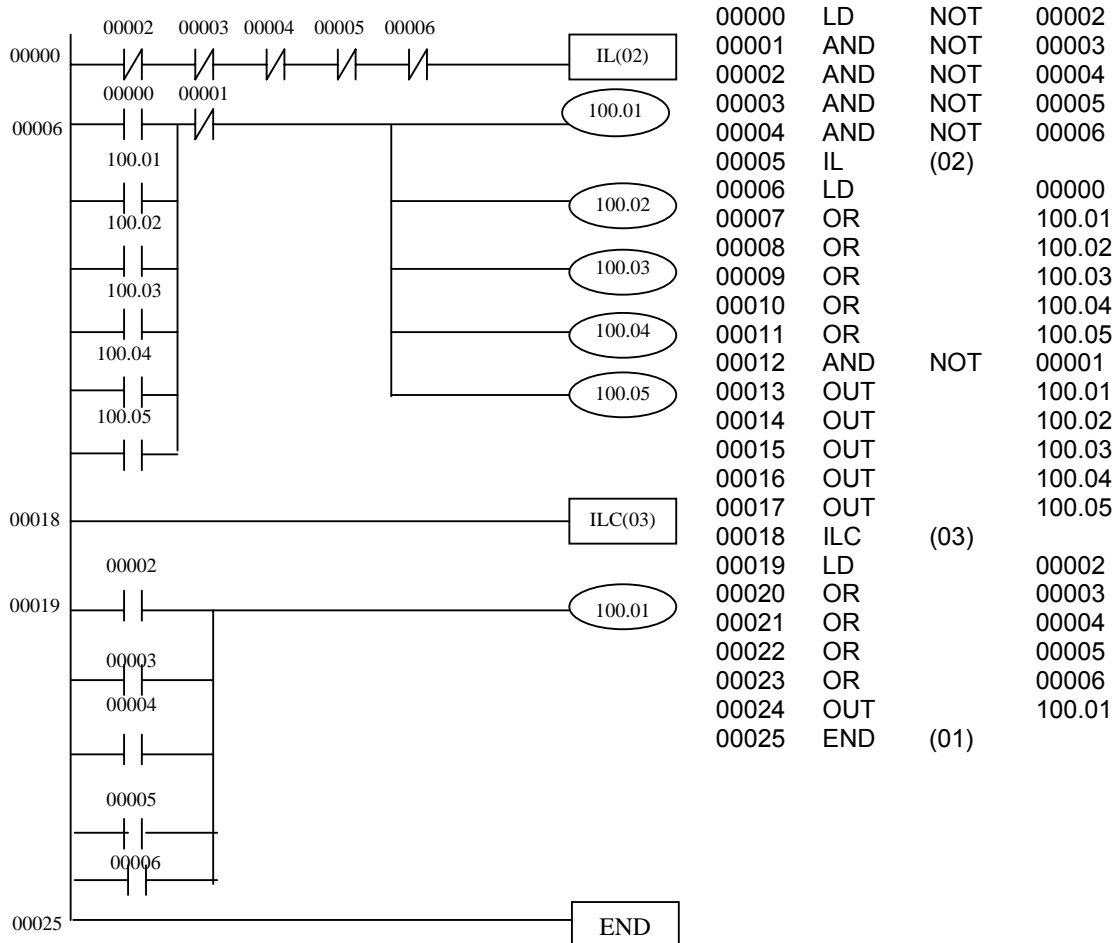 00002 00003 00004 00005 00006
00000 IL(02)
00000 00001
00006 100.01
100.01
100.02
100.02
100.03
100.03
100.04
100.04
100.05
100.05
00018 ILC(03)
00002
00019 100.01
00003
00004
00005
00006
00025 END
00000 LD NOT 00002
00001 AND NOT 00003
00002 AND NOT 00004
00003 AND NOT 00005
00004 AND NOT 00006
00005 IL (02)
00006 LD 00000
00007 OR 100.01
00008 OR 100.02
00009 OR 100.03
00010 OR 100.04
00011 OR 100.05
00012 AND NOT 00001
00013 OUT 100.01
00014 OUT 100.02
00015 OUT 100.03
00016 OUT 100.04
00017 OUT 100.05
00018 ILC (03)
00019 LD 00002
00020 OR 00003
00021 OR 00004
00022 OR 00005
00023 OR 00006
00024 OUT 100.01
00025 END (01)